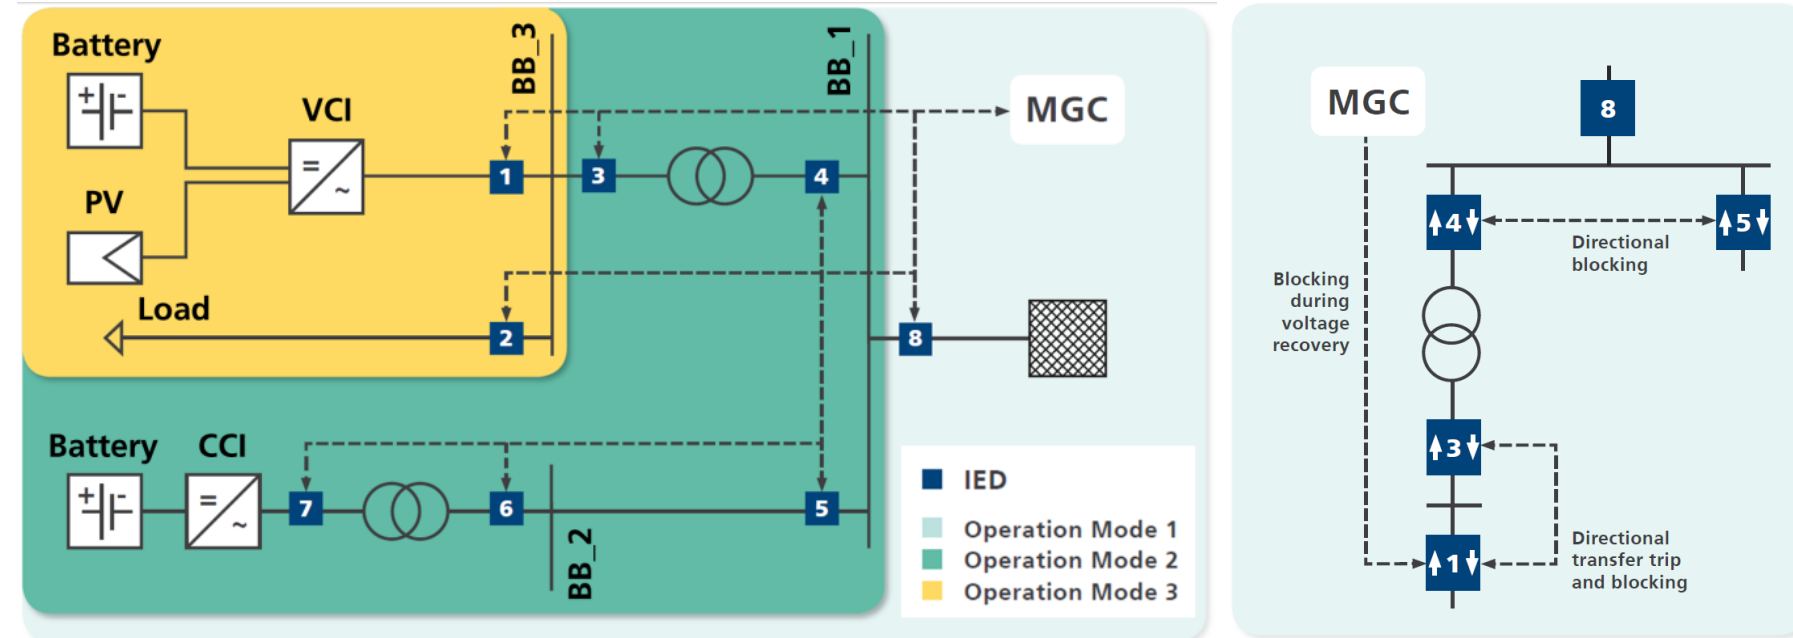 Battery
VCI
PV
Load
BB_3
BB_1
MGC
+ -
=
~
1
3
4
2
8
Battery
CCI
+ -
=
~
7
6
5
BB_2
IED
Operation Mode 1
Operation Mode 2
Operation Mode 3
MGC
8
4
5
Directional
blocking
Blocking
during
voltage
recovery
3
Directional
transfer trip
and blocking
1